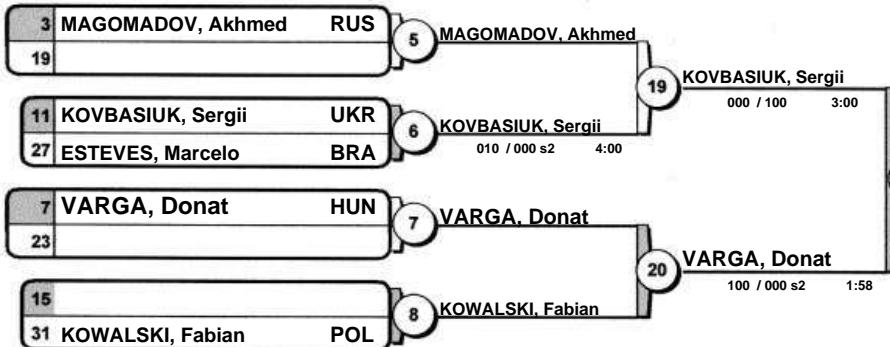 3 MAGOMADOV, Akhmed RUS
19
5 MAGOMADOV, Akhmed
11 KOVBASIUK, Sergii UKR
27 ESTEVES, Marcelo BRA
6 KOVBASIUK, Sergii
010 / 000 s2 4:00
19 KOVBASIUK, Sergii
000 / 100 3:00
7 VARGA, Donat HUN
23
7 VARGA, Donat
15
31 KOWALSKI, Fabian POL
8 KOWALSKI, Fabian
20 VARGA, Donat
100 / 000 s2 1:58